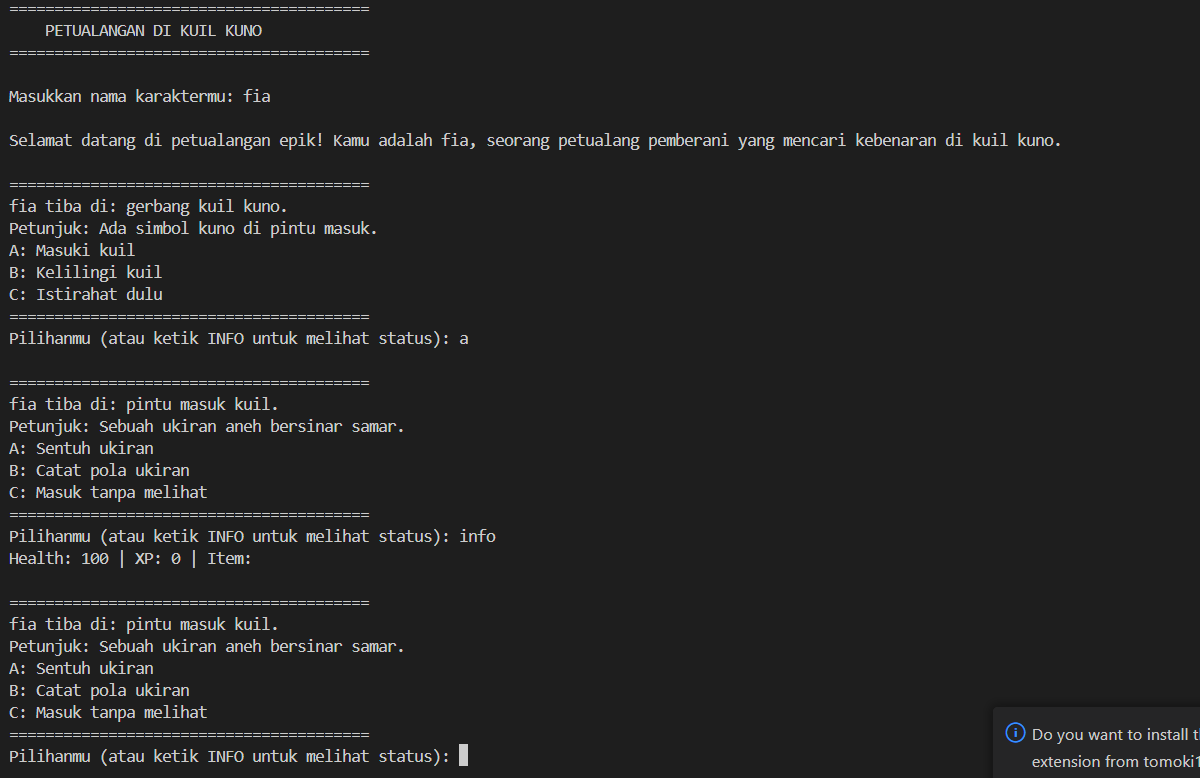 ========================================
PETUALANGAN DI KUIL KUNO
========================================
Masukkan nama karaktermu: fia
Selamat datang di petualangan epik! Kamu adalah fia, seorang petualang pemberani yang mencari kebenaran di kuil kuno.
========================================
fia tiba di: gerbang kuil kuno.
Petunjuk: Ada simbol kuno di pintu masuk.
A: Masuki kuil
B: Kelilingi kuil
C: Istirahat dulu
========================================
Pilihanmu (atau ketik INFO untuk melihat status): a
========================================
fia tiba di: pintu masuk kuil.
Petunjuk: Sebuah ukiran aneh bersinar samar.
A: Sentuh ukiran
B: Catat pola ukiran
C: Masuk tanpa melihat
========================================
Pilihanmu (atau ketik INFO untuk melihat status): info
Health: 100 | XP: 0 | Item:
========================================
fia tiba di: pintu masuk kuil.
Petunjuk: Sebuah ukiran aneh bersinar samar.
A: Sentuh ukiran
B: Catat pola ukiran
C: Masuk tanpa melihat
========================================
Pilihanmu (atau ketik INFO untuk melihat status):
Do you want to install
extension from